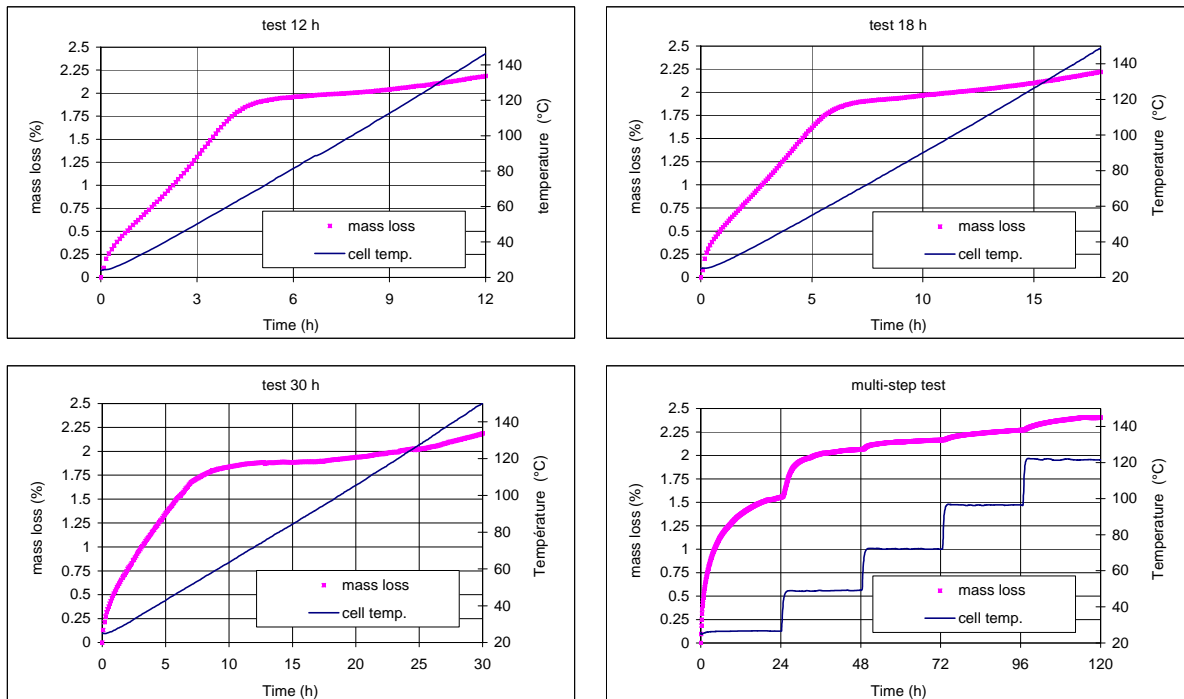 test 12 h
2.5
2.25
2
1.75
1.5
1.25
1
0.75
0.5
0.25
0
mass loss (%)
140
120
100
80
60
40
20
temperature (°C)
mass loss
cell temp.
0 3 6 9 12
Time (h)
test 18 h
2.5
2.25
2
1.75
1.5
1.25
1
0.75
0.5
0.25
0
mass loss (%)
140
120
100
80
60
40
20
Temperature (°C)
mass loss
cell temp.
0 5 10 15
Time (h)
test 30 h
2.5
2.25
2
1.75
1.5
1.25
1
0.75
0.5
0.25
0
mass loss (%)
140
120
100
80
60
40
20
Température (°C)
mass loss
cell temp.
0 5 10 15 20 25 30
Time (h)
multi-step test
2.5
2.25
2
1.75
1.5
1.25
1
0.75
0.5
0.25
0
mass loss (%)
140
120
100
80
60
40
20
Temperature (°C)
mass loss
cell temp.
0 24 48 72 96 120
Time (h)